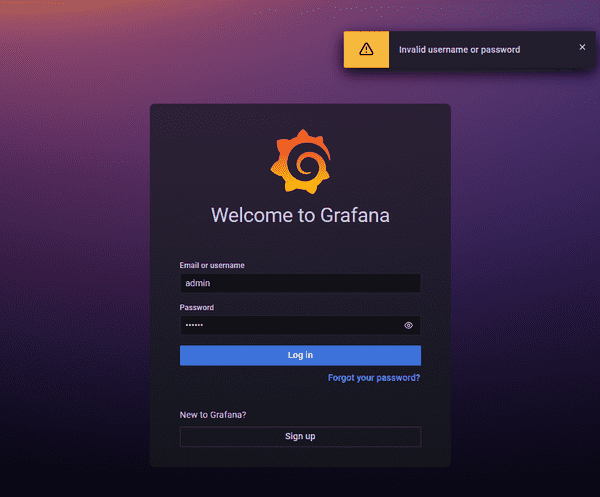 Invalid username or password
Welcome to Grafana
Email or username
admin
Password
••••••
Log in
Forgot your password?
New to Grafana?
Sign up